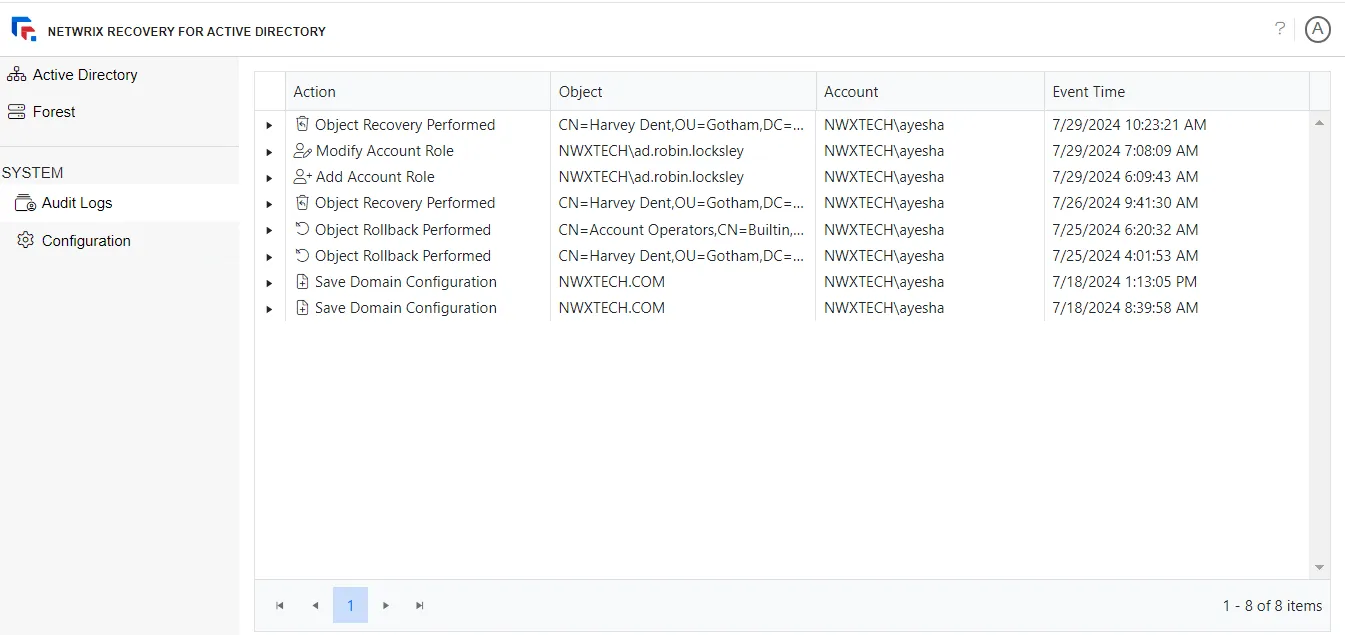 NETWRIX RECOVERY FOR ACTIVE DIRECTORY
? A
Active Directory
Forest
SYSTEM
Audit Logs
Configuration
Action Object Account Event Time
Object Recovery Performed CN=Harvey Dent,OU=Gotham,DC=... NWXTECH\ayesha 7/29/2024 10:23:21 AM
Modify Account Role NWXTECH\ad.robin.locksley NWXTECH\ayesha 7/29/2024 7:08:09 AM
Add Account Role NWXTECH\ad.robin.locksley NWXTECH\ayesha 7/29/2024 6:09:43 AM
Object Recovery Performed CN=Harvey Dent,OU=Gotham,DC=... NWXTECH\ayesha 7/26/2024 9:41:30 AM
Object Rollback Performed CN=Account Operators,CN=Builtin,... NWXTECH\ayesha 7/25/2024 6:20:32 AM
Object Rollback Performed CN=Harvey Dent,OU=Gotham,DC=... NWXTECH\ayesha 7/25/2024 4:01:53 AM
Save Domain Configuration NWXTECH.COM NWXTECH\ayesha 7/18/2024 1:13:05 PM
Save Domain Configuration NWXTECH.COM NWXTECH\ayesha 7/18/2024 8:39:58 AM
1 1 - 8 of 8 items